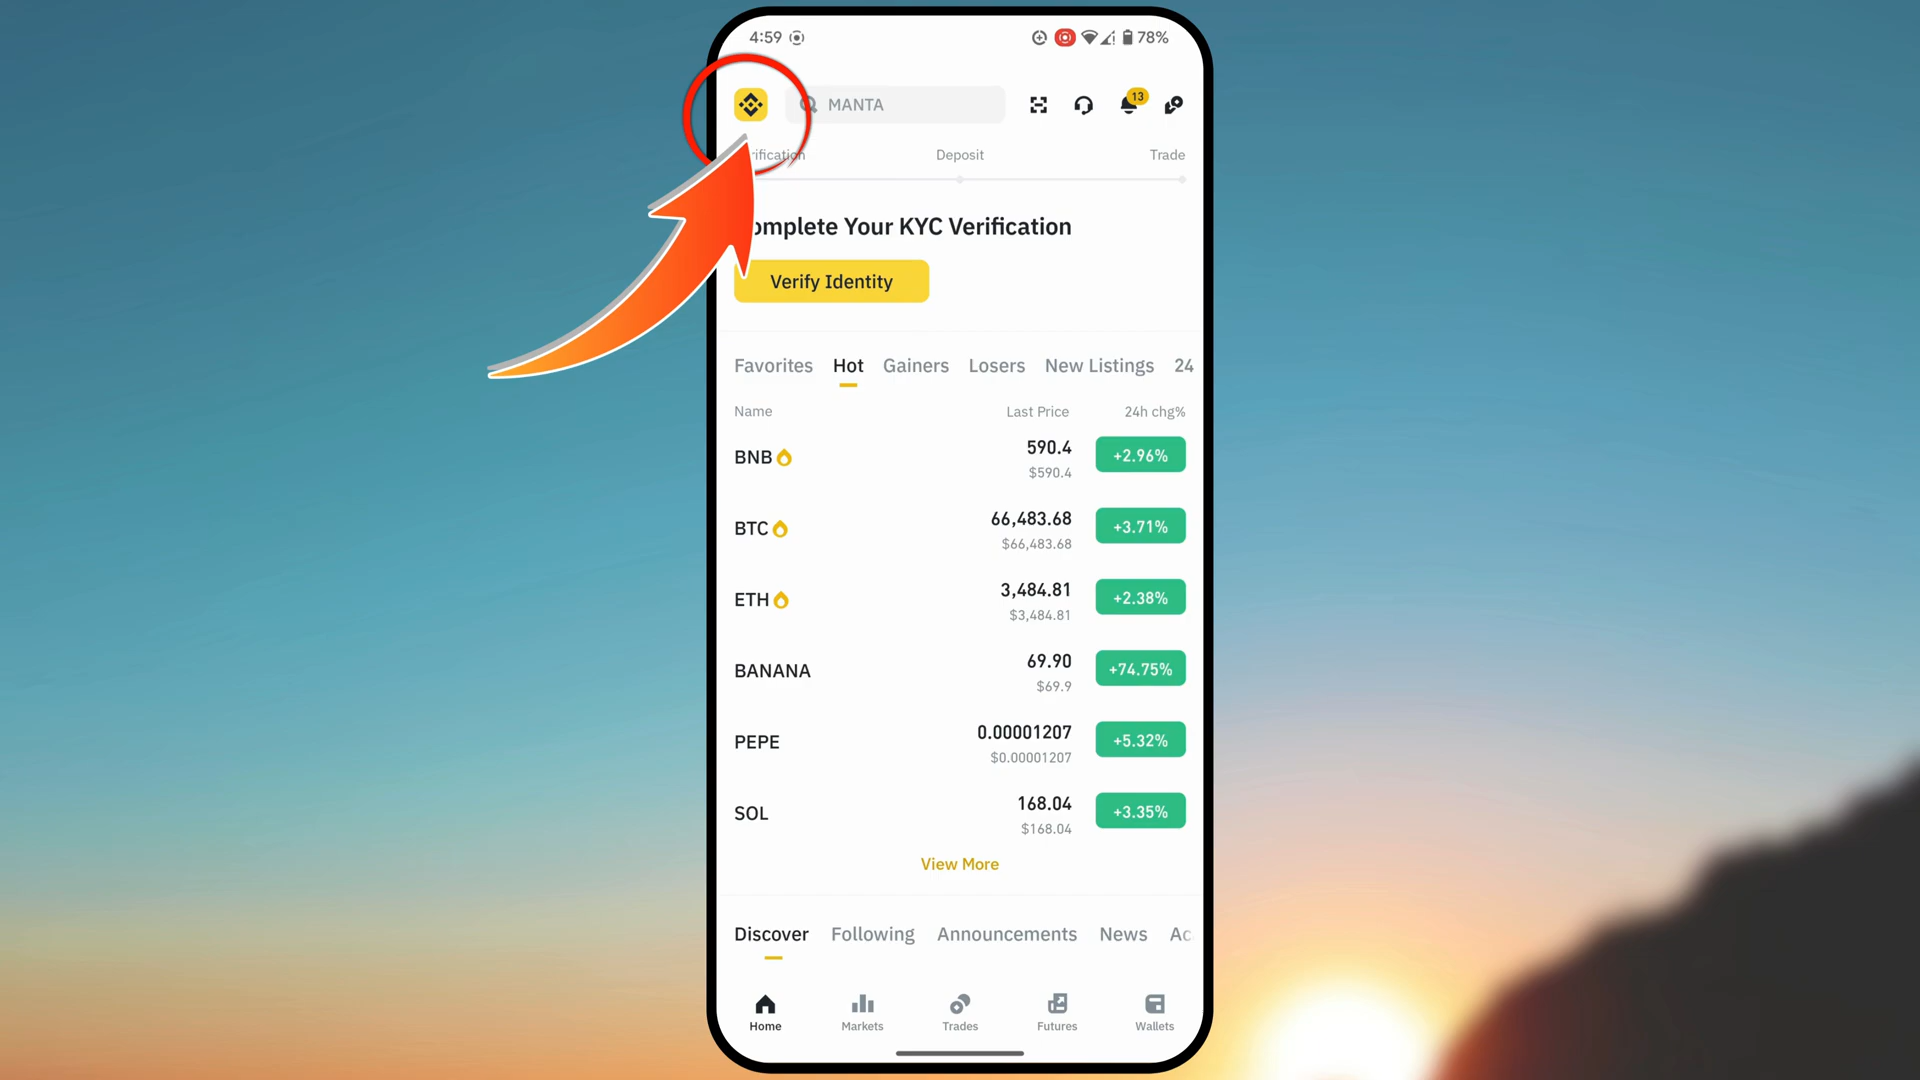 4:59 78%
MANTA 13
Deposit Trade
Complete Your KYC Verification
Verify Identity
Favorites Hot Gainers Losers New Listings 24
Name Last Price 24h chg%
BNB 590.4 +2.96%
$590.4
BTC 66,483.68 +3.71%
$66,483.68
ETH 3,484.81 +2.38%
$3,484.81
BANANA 69.90 +74.75%
$69.9
PEPE 0.00001207 +5.32%
$0.00001207
SOL 168.04 +3.35%
$168.04
View More
Discover Following Announcements News Ac
Home Markets Trades Futures Wallets